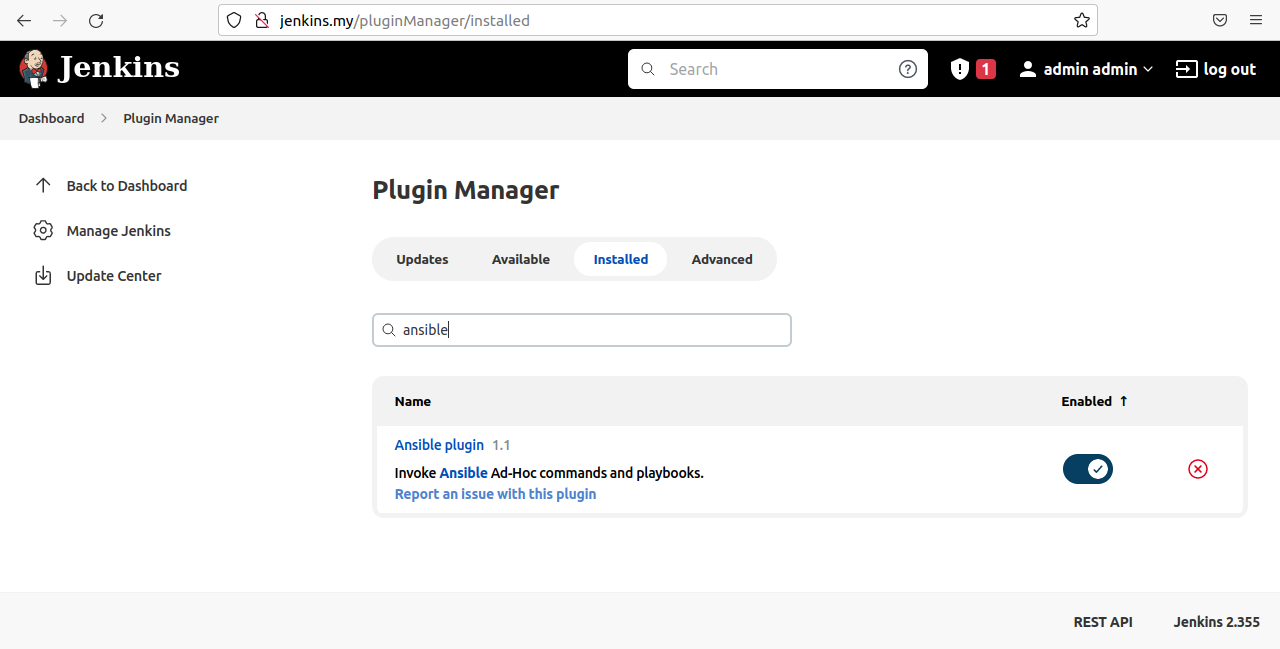 jenkins.my/pluginManager/installed
Jenkins
Search
1
admin admin
log out
Dashboard
Plugin Manager
Back to Dashboard
Manage Jenkins
Update Center
Plugin Manager
Updates Available Installed Advanced
ansible
Name Enabled ↑
Ansible plugin 1.1
Invoke Ansible Ad-Hoc commands and playbooks.
Report an issue with this plugin
REST API Jenkins 2.355